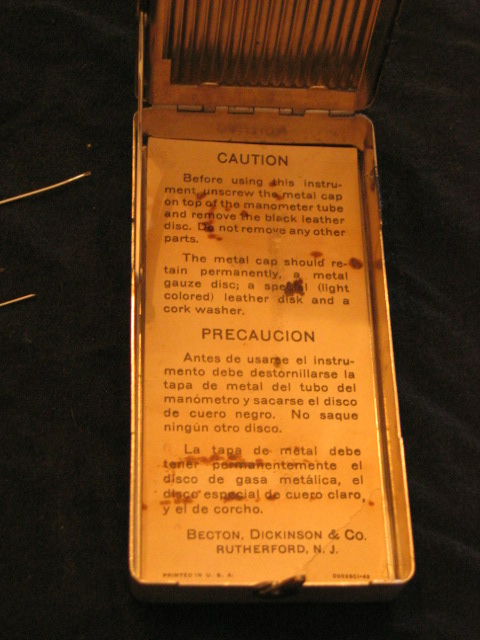 CAUTION
Before using this instru-
ment unscrew the metal cap
on top of the manometer tube
and remove the black leather
disc. Do not remove any other
parts.
The metal cap should re-
tain permanently, a metal
gauze disc; a special (light
colored) leather disk and a
cork washer.
PRECAUCION
Antes de usarse el instru-
mento debe destornillarse la
tapa de metal del tubo del
manómetro y sacarse el disco
de cuero negro. No saque
ningún otro disco.
La tapa de metal debe
tener permanentemente el
disco de gasa metálica, el
disco especial de cuero claro,
y el de corcho.
BECTON, DICKINSON & CO.
RUTHERFORD, N. J.
PRINTED IN U. S. A.